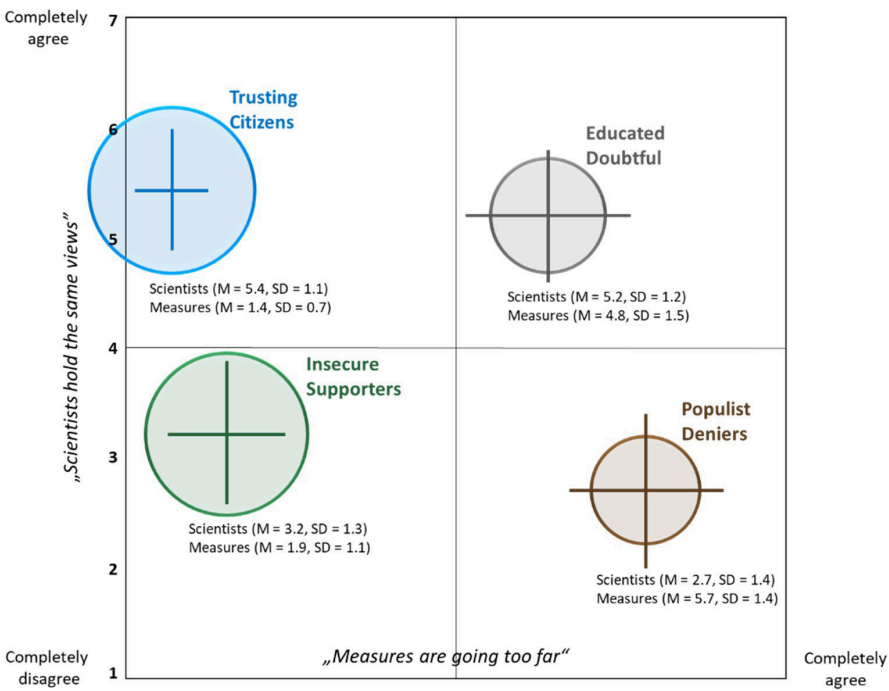 Completely
agree
7
Trusting
Citizens
6
Educated
Doubtful
5
Scientists (M = 5.4, SD = 1.1)
Measures (M = 1.4, SD = 0.7)
Scientists (M = 5.2, SD = 1.2)
Measures (M = 4.8, SD = 1.5)
„Scientists hold the same views”
4
Insecure
Supporters
Populist
Deniers
3
Scientists (M = 3.2, SD = 1.3)
Measures (M = 1.9, SD = 1.1)
2
Scientists (M = 2.7, SD = 1.4)
Measures (M = 5.7, SD = 1.4)
„Measures are going too far“
Completely
disagree
1
Completely
agree